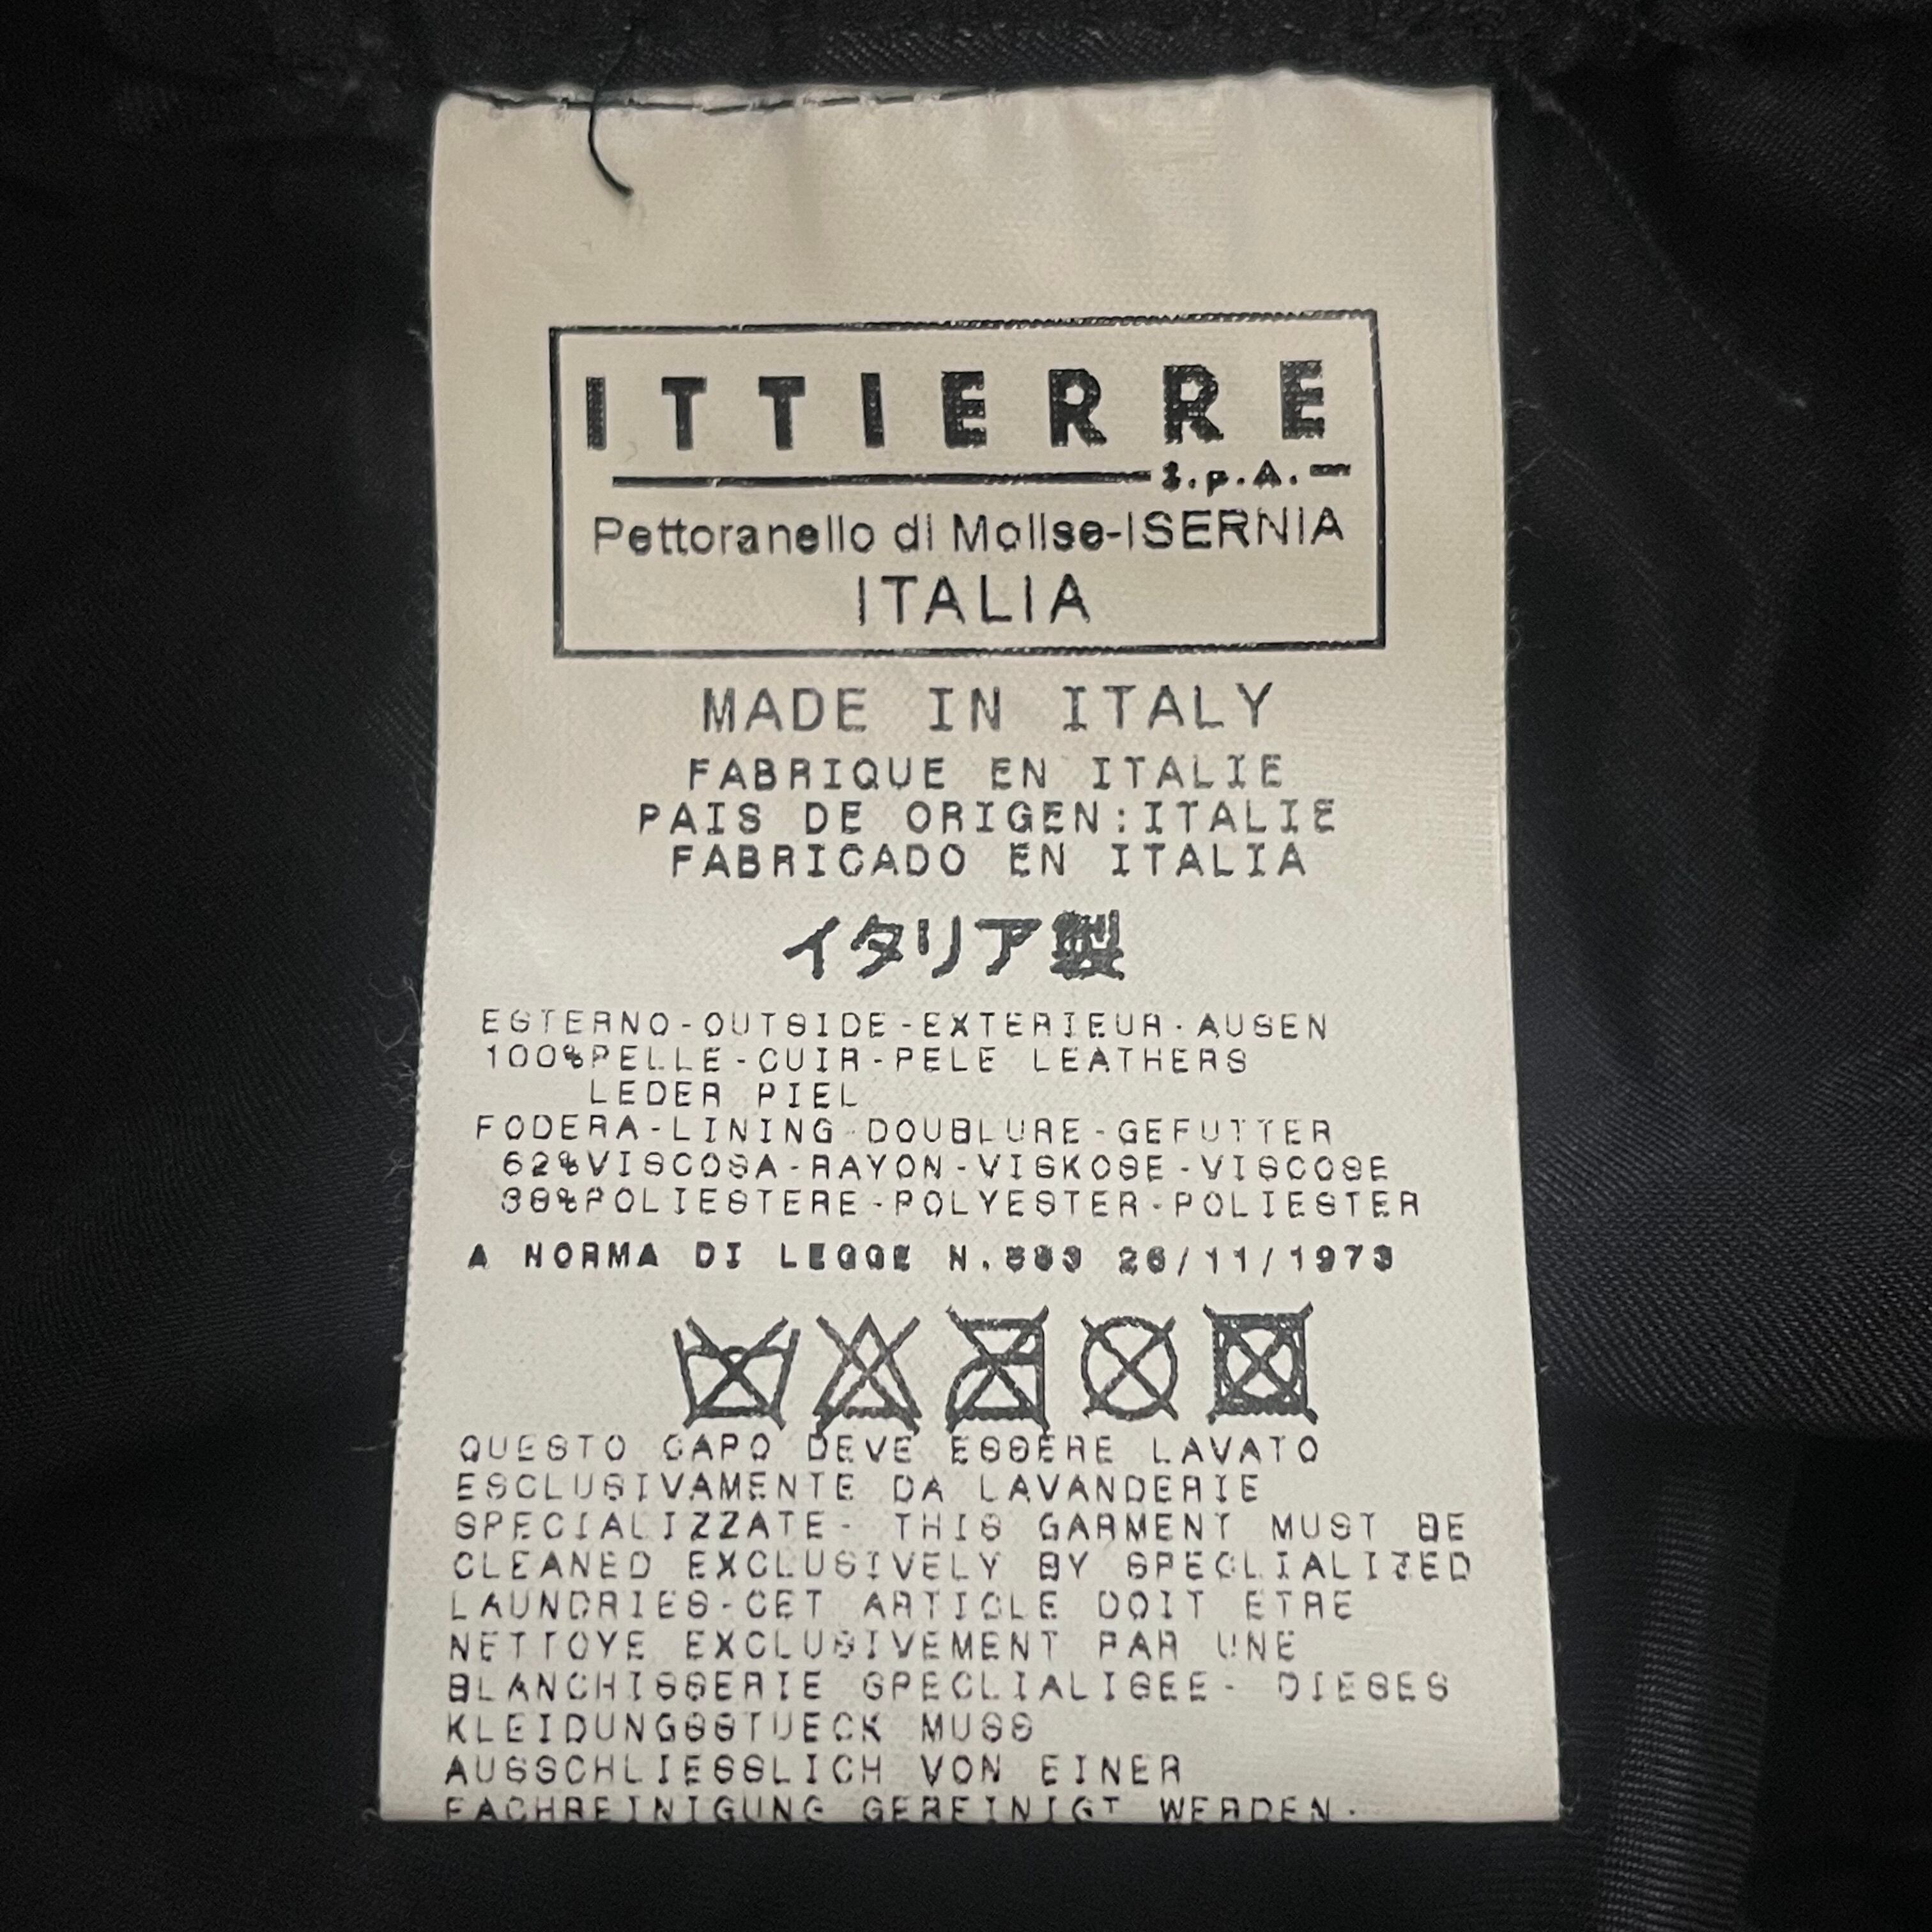 ITTIERRE
S.p.A.
Pettoranello di Molise-ISERNIA
ITALIA
MADE IN ITALY
FABRIQUE EN ITALIE
PAIS DE ORIGEN:ITALIE
FABRICADO EN ITALIA
イタリア製
ESTERNO-OUTSIDE-EXTERIEUR-AUSEN
100%PELLE-CUIR-PELE LEATHERS
LEDER PIEL
FODERA-LINING-DOUBLURE-GEFUTTER
62%VISCOSA-RAYON-VISKOSE-VISCOSE
38%POLIESTERE-POLYESTER-POLIESTER
A NORMA DI LEGGE N.883 26/11/1973
QUESTO CAPO DEVE ESSERE LAVATO
ESCLUSIVAMENTE DA LAVANDERIE
SPECIALIZZATE- THIS GARMENT MUST BE
CLEANED EXCLUSIVELY BY SPECLIALIZED
LAUNDRIES-CET ARTICLE DOIT ETRE
NETTOYE EXCLUSIVEMENT PAR UNE
BLANCHISSERIE SPECLIALISEE- DIESES
KLEIDUNGSSTUECK MUSS
AUSSCHLIESSLICH VON EINER
FACHREINIGUNG GEREINIGT WERDEN.